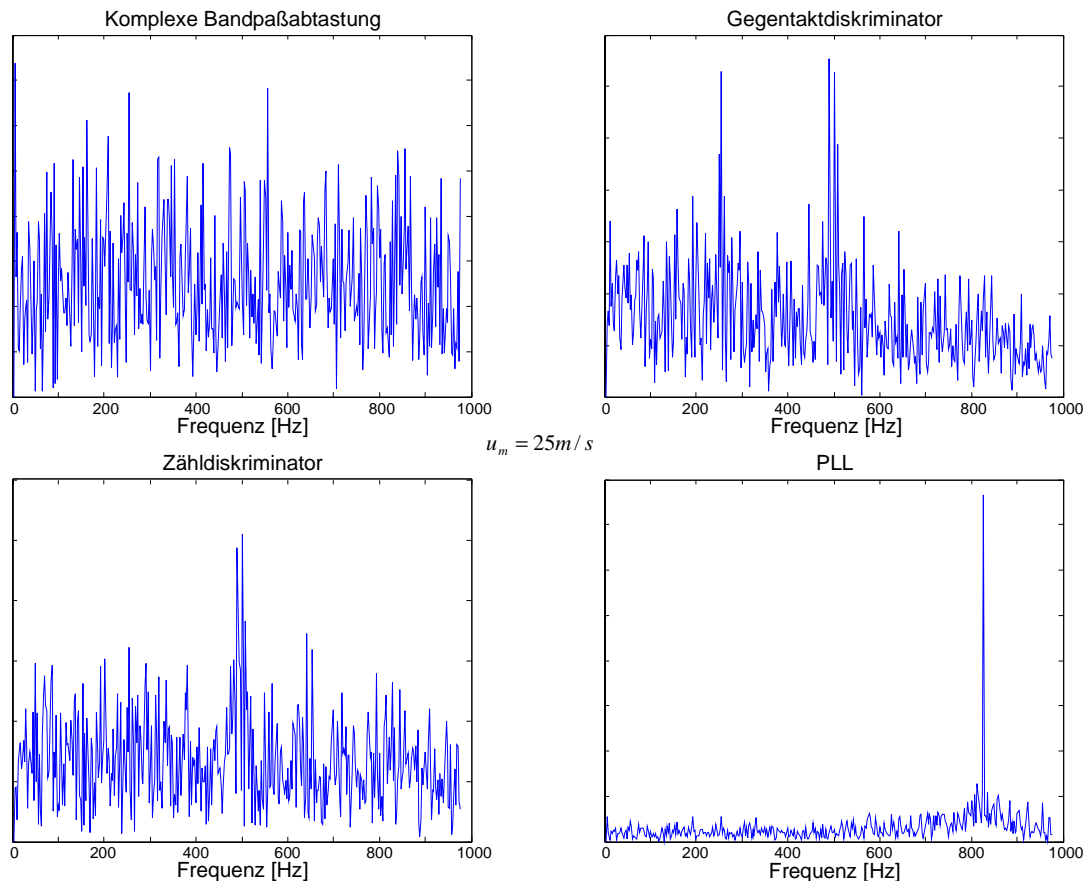 Komplexe Bandpaßabtastung
0 200 400 600 800 1000
Frequenz [Hz]
Gegentaktdiskriminator
0 200 400 600 800 1000
Frequenz [Hz]
u_m = 25m/s
Zähldiskriminator
0 200 400 600 800 1000
Frequenz [Hz]
PLL
0 200 400 600 800 1000
Frequenz [Hz]